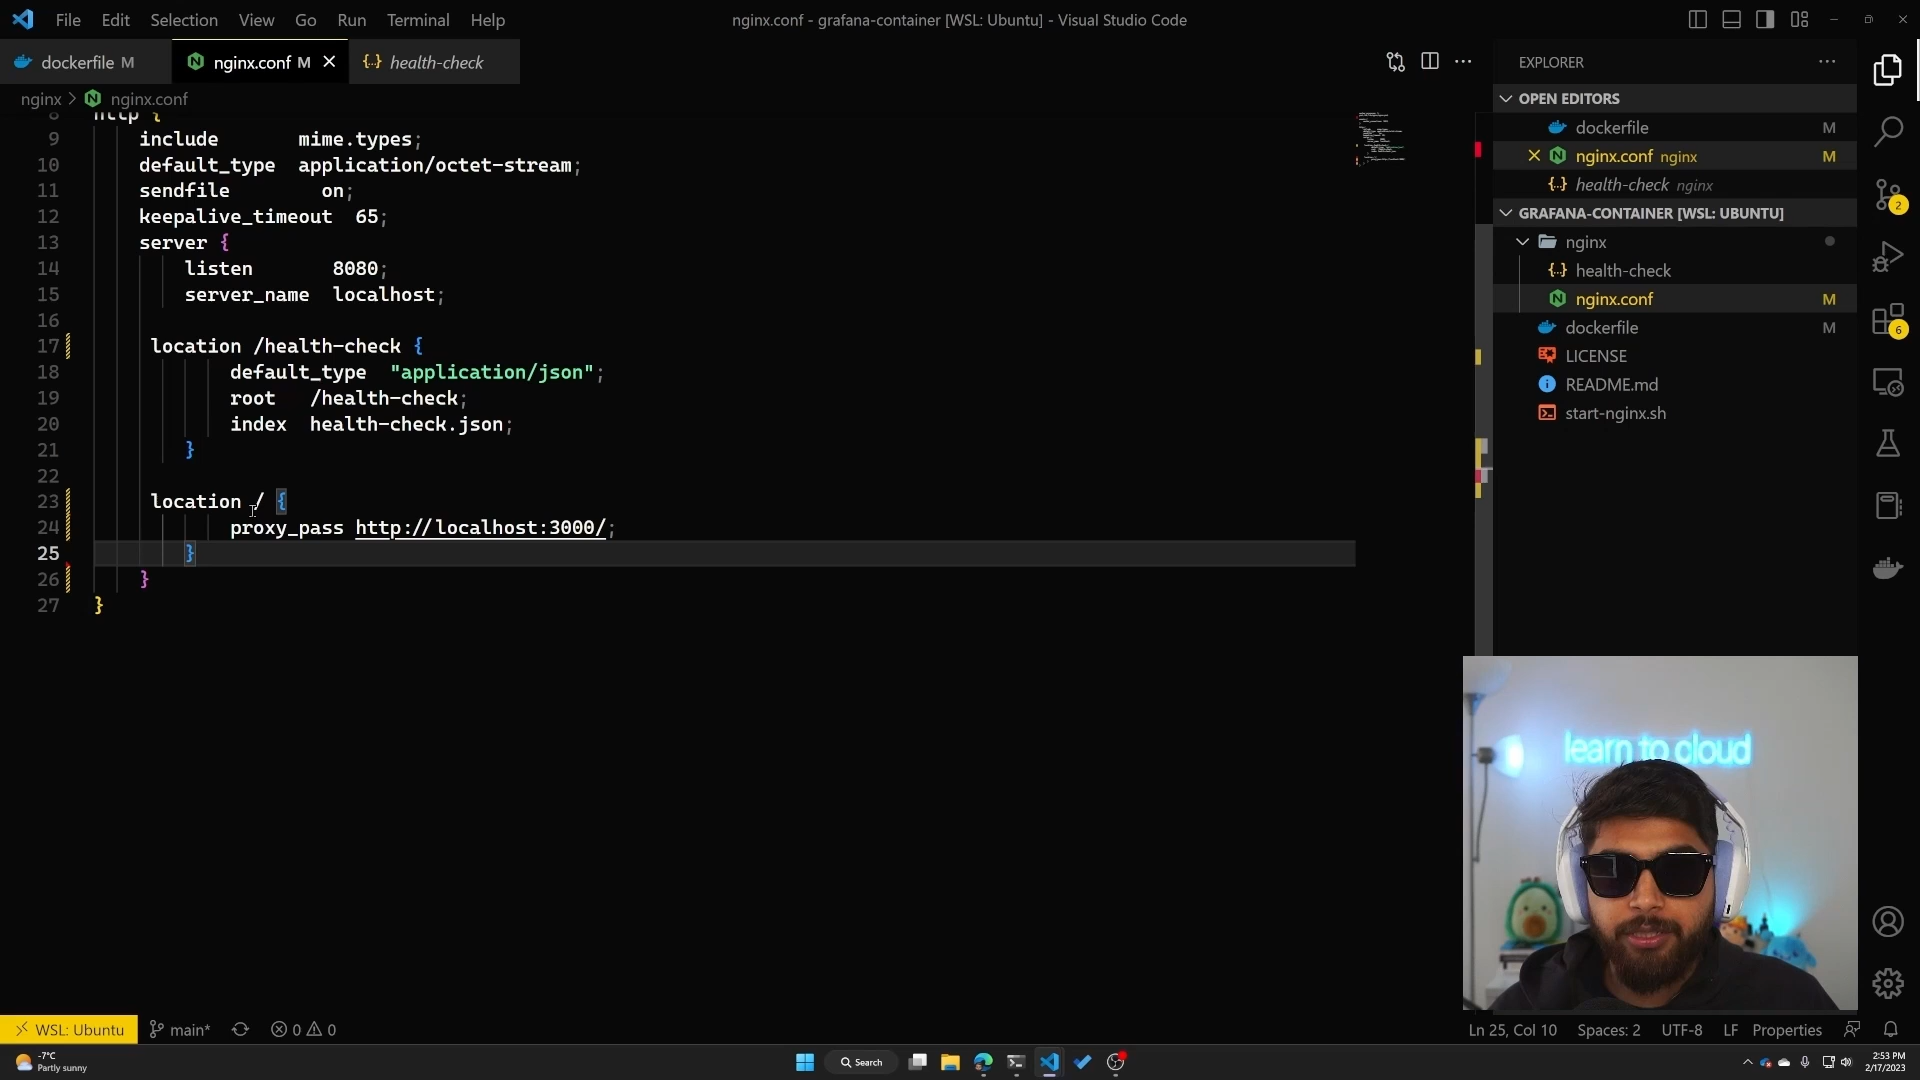 File Edit Selection View Go Run Terminal Help
nginx.conf - grafana-container [WSL: Ubuntu] - Visual Studio Code
dockerfile M
nginx.conf M
health-check
nginx > nginx.conf
8 http {
9 include mime.types;
10 default_type application/octet-stream;
11 sendfile on;
12 keepalive_timeout 65;
13 server {
14 listen 8080;
15 server_name localhost;
16
17 location /health-check {
18 default_type "application/json";
19 root /health-check;
20 index health-check.json;
21 }
22
23 location / {
24 proxy_pass http://localhost:3000/;
25 }
26 }
27 }
EXPLORER
OPEN EDITORS
dockerfile M
nginx.conf nginx M
health-check nginx
GRAFANA-CONTAINER [WSL: UBUNTU]
nginx
health-check
nginx.conf M
dockerfile M
LICENSE
README.md
start-nginx.sh
2
6
learn to cloud
WSL: Ubuntu
main*
0 0
Ln 25, Col 10
Spaces: 2
UTF-8
LF
Properties
-7°C
Partly sunny
Search
2:53 PM
2/17/2023